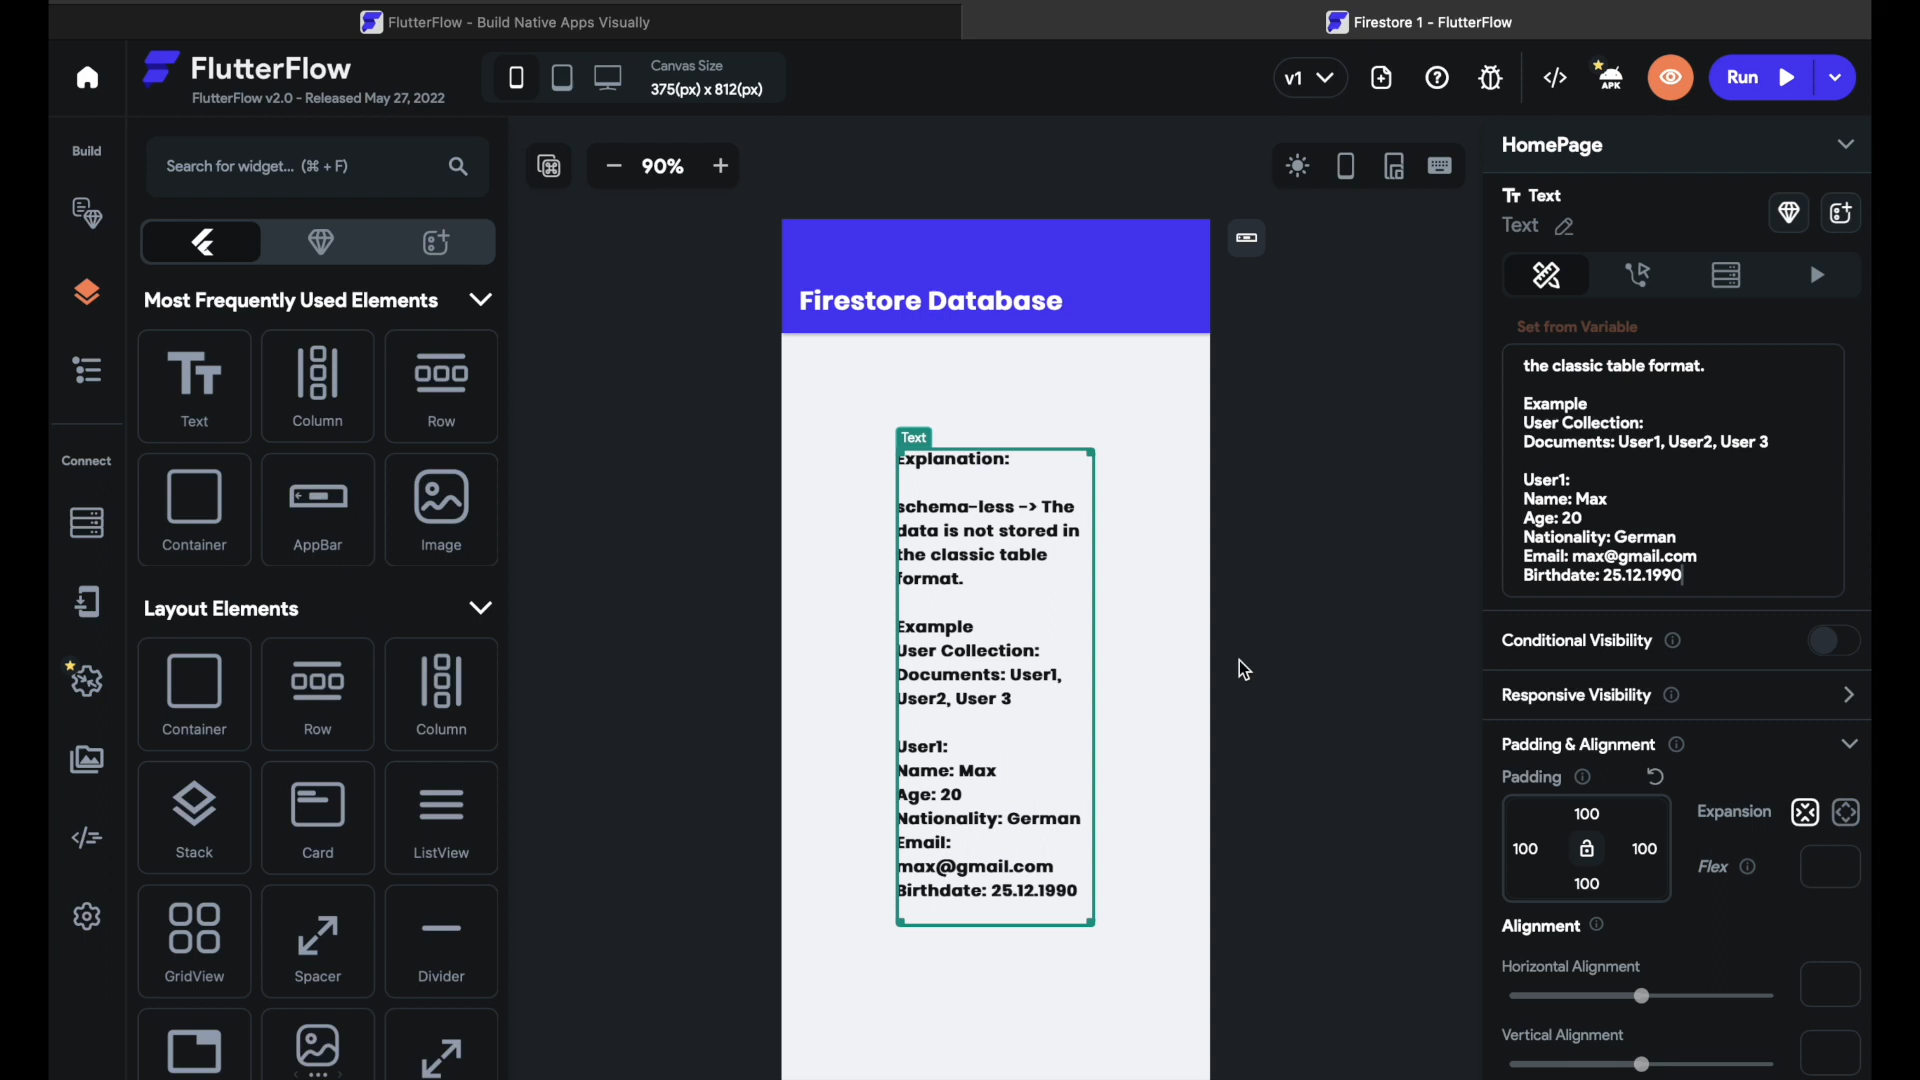 FlutterFlow - Build Native Apps Visually
Firestore 1 - FlutterFlow
FlutterFlow
FlutterFlow v2.0 - Released May 27, 2022
Canvas Size
375(px) x 812(px)
v1
APK
Run
Build
Connect
Search for widget... (⌘ + F)
Most Frequently Used Elements
Text
Column
Row
Container
AppBar
Image
Layout Elements
Container
Row
Column
Stack
Card
ListView
GridView
Spacer
Divider
90%
Firestore Database
Text
Explanation:
schema-less -> The
data is not stored in
the classic table
format.
Example
User Collection:
Documents: User1,
User2, User 3
User1:
Name: Max
Age: 20
Nationality: German
Email:
max@gmail.com
Birthdate: 25.12.1990
HomePage
Tт Text
Text
Set from Variable
the classic table format.
Example
User Collection:
Documents: User1, User2, User 3
User1:
Name: Max
Age: 20
Nationality: German
Email: max@gmail.com
Birthdate: 25.12.1990
Conditional Visibility
Responsive Visibility
Padding & Alignment
Padding
100
Expansion
100
100
Flex
100
Alignment
Horizontal Alignment
Vertical Alignment